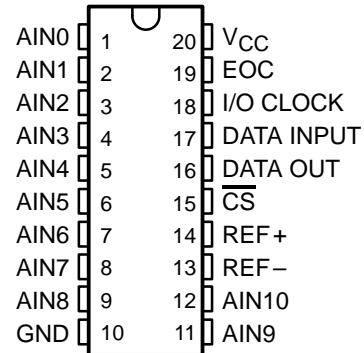 AIN0 1 20 VCC
AIN1 2 19 EOC
AIN2 3 18 I/O CLOCK
AIN3 4 17 DATA INPUT
AIN4 5 16 DATA OUT
AIN5 6 15 C̅S̅
AIN6 7 14 REF+
AIN7 8 13 REF–
AIN8 9 12 AIN10
GND 10 11 AIN9